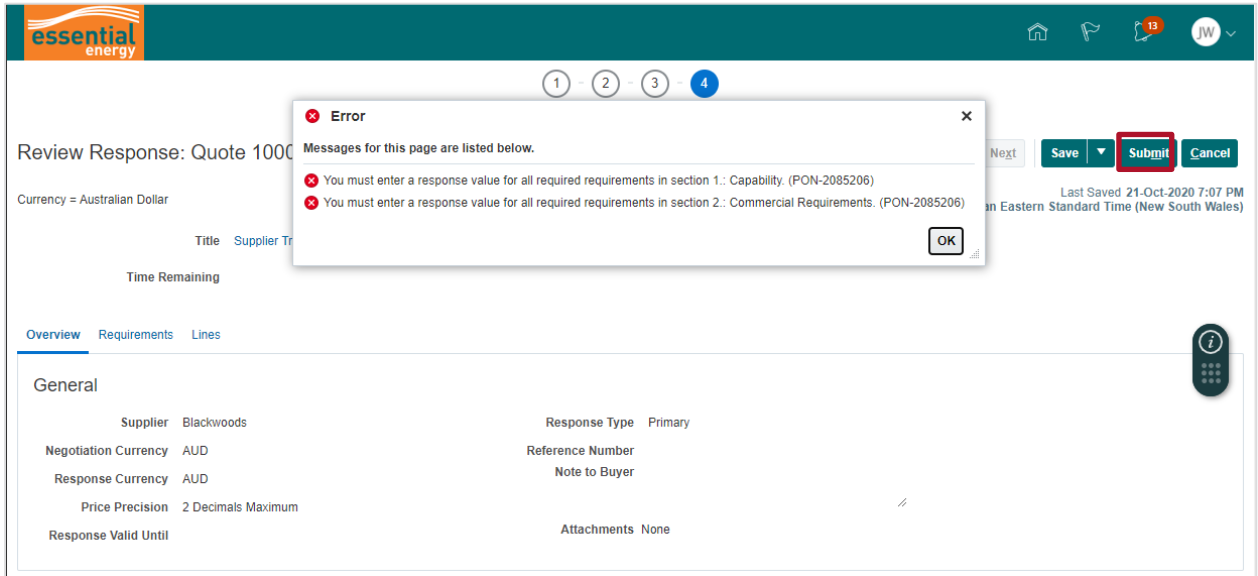 essential
energy
13
JW
1 2 3 4
Error
Messages for this page are listed below.
You must enter a response value for all required requirements in section 1.: Capability. (PON-2085206)
You must enter a response value for all required requirements in section 2.: Commercial Requirements. (PON-2085206)
OK
Review Response: Quote 1000
Next Save Submit Cancel
Currency = Australian Dollar
Last Saved 21-Oct-2020 7:07 PM
an Eastern Standard Time (New South Wales)
Title Supplier Tr
Time Remaining
Overview Requirements Lines
General
Supplier Blackwoods Response Type Primary
Negotiation Currency AUD Reference Number
Response Currency AUD Note to Buyer
Price Precision 2 Decimals Maximum
Response Valid Until Attachments None